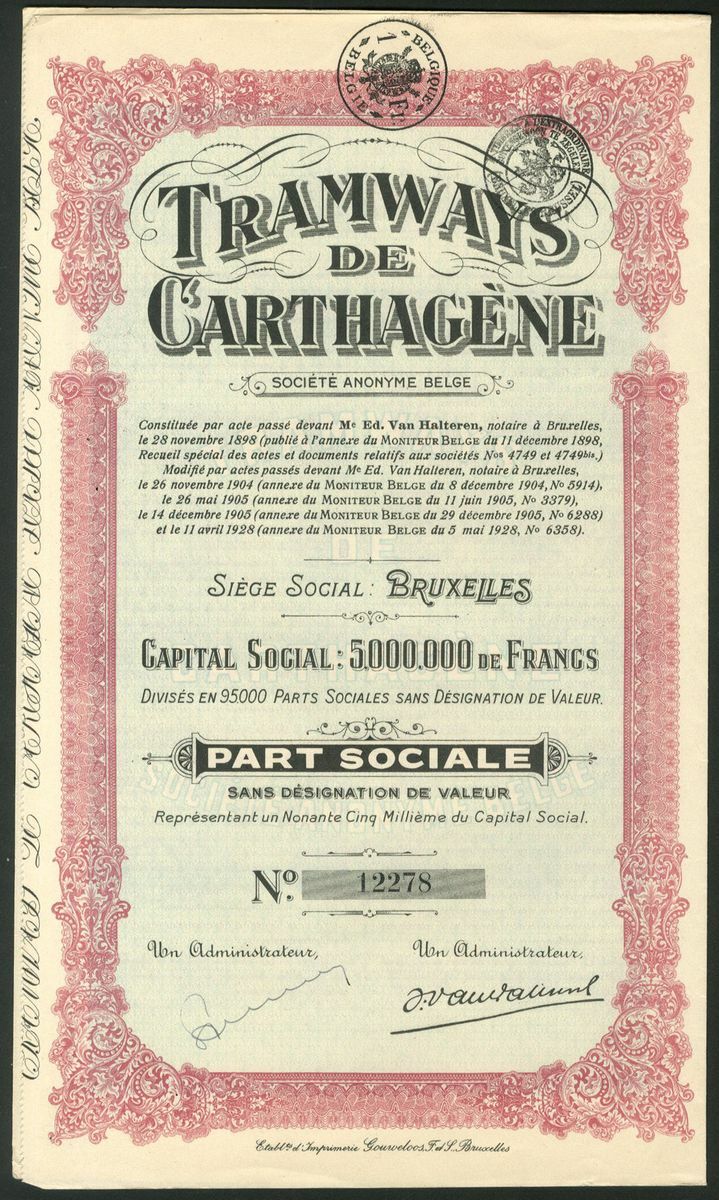 BELGIQUE
BELGIE
1 Fr
TRAMWAYS
DE
CARTHAGÈNE
SOCIÉTÉ ANONYME BELGE
Constituée par acte passé devant Me Ed. Van Halteren, notaire à Bruxelles,
le 28 novembre 1898 (publié à l'annexe du MONITEUR BELGE du 11 décembre 1898,
Recueil spécial des actes et documents relatifs aux sociétés Nos 4749 et 4749bis.)
Modifié par actes passés devant Me Ed. Van Halteren, notaire à Bruxelles,
le 26 novembre 1904 (annexe du MONITEUR BELGE du 8 décembre 1904, No 5914),
le 26 mai 1905 (annexe du MONITEUR BELGE du 11 juin 1905, No 3379),
le 14 décembre 1905 (annexe du MONITEUR BELGE du 29 décembre 1905, No 6288)
et le 11 avril 1928 (annexe du MONITEUR BELGE du 5 mai 1928, No 6358).
SIÈGE SOCIAL : BRUXELLES
CAPITAL SOCIAL : 5.000.000 DE FRANCS
DIVISÉS EN 95.000 PARTS SOCIALES SANS DÉSIGNATION DE VALEUR.
PART SOCIALE
SANS DÉSIGNATION DE VALEUR
Représentant un Nonante Cinq Millième du Capital Social.
No. 12278
Un Administrateur,
Un Administrateur,
Etablts d'Imprimerie Gouweloos, F. et S., Bruxelles